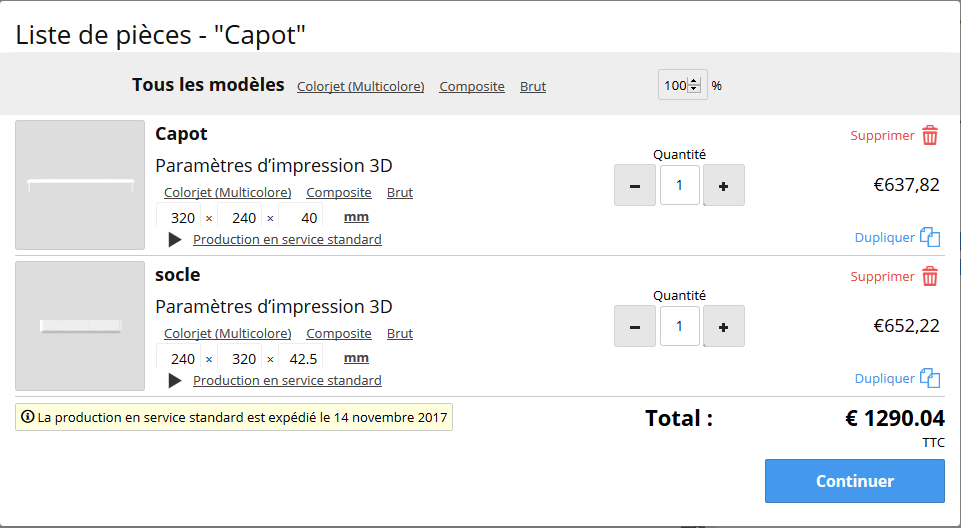 Liste de pièces - "Capot"
Tous les modèles Colorjet (Multicolore) Composite Brut 100 %
Capot
Supprimer
Paramètres d’impression 3D
Quantité
Colorjet (Multicolore) Composite Brut
− 1 +
€637,82
320 × 240 × 40 mm
Production en service standard
Dupliquer
socle
Supprimer
Paramètres d’impression 3D
Quantité
Colorjet (Multicolore) Composite Brut
− 1 +
€652,22
240 × 320 × 42.5 mm
Production en service standard
Dupliquer
La production en service standard est expédié le 14 novembre 2017
Total : € 1290.04
TTC
Continuer